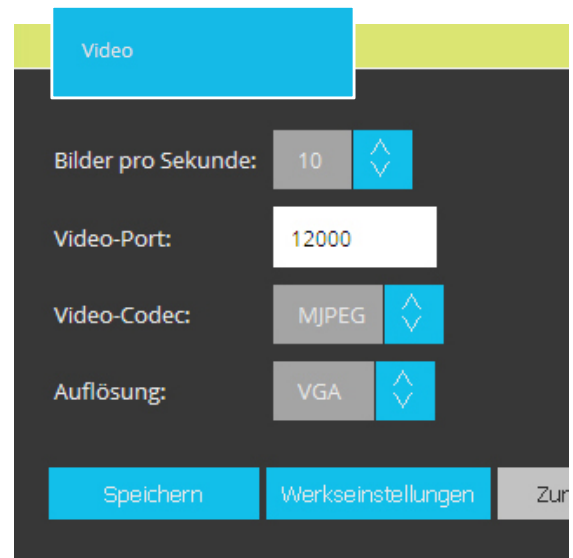 Video
Bilder pro Sekunde: 10
Video-Port: 12000
Video-Codec: MJPEG
Auflösung: VGA
Speichern Werkseinstellungen